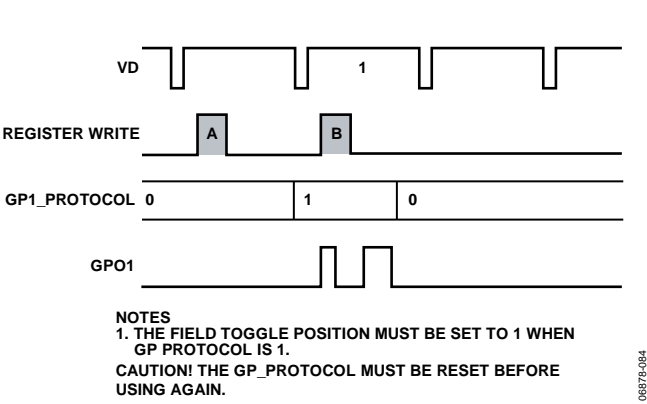 VD
1
REGISTER WRITE
A
B
GP1_PROTOCOL
0
1
0
GPO1
NOTES
1. THE FIELD TOGGLE POSITION MUST BE SET TO 1 WHEN
GP PROTOCOL IS 1.
CAUTION! THE GP_PROTOCOL MUST BE RESET BEFORE
USING AGAIN.
06878-084